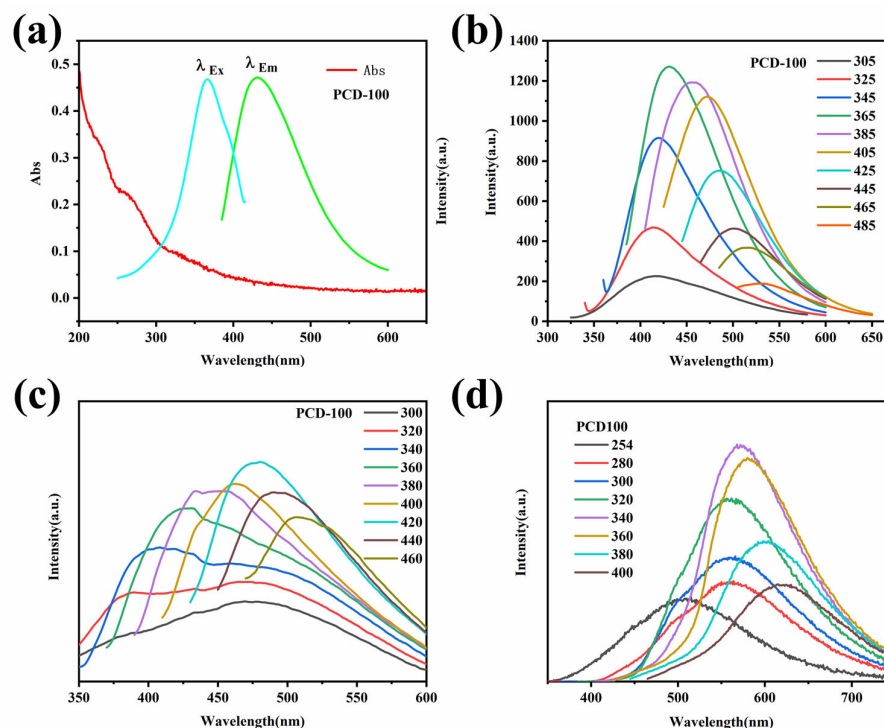 (a)
λ Ex
λ Em
Abs
PCD-100
0.5
0.4
0.3
0.2
0.1
0.0
Abs
Intensity(a.u.)
200 300 400 500 600
Wavelength(nm)
(b)
PCD-100
305
325
345
365
385
405
425
445
465
485
1400
1200
1000
800
600
400
200
0
Intensity(a.u.)
300 350 400 450 500 550 600 650
Wavelength(nm)
(c)
PCD-100
300
320
340
360
380
400
420
440
460
Intensity(a.u.)
350 400 450 500 550 600
Wavelength(nm)
(d)
PCD100
254
280
300
320
340
360
380
400
Intensity(a.u.)
400 500 600 700
Wavelength(nm)